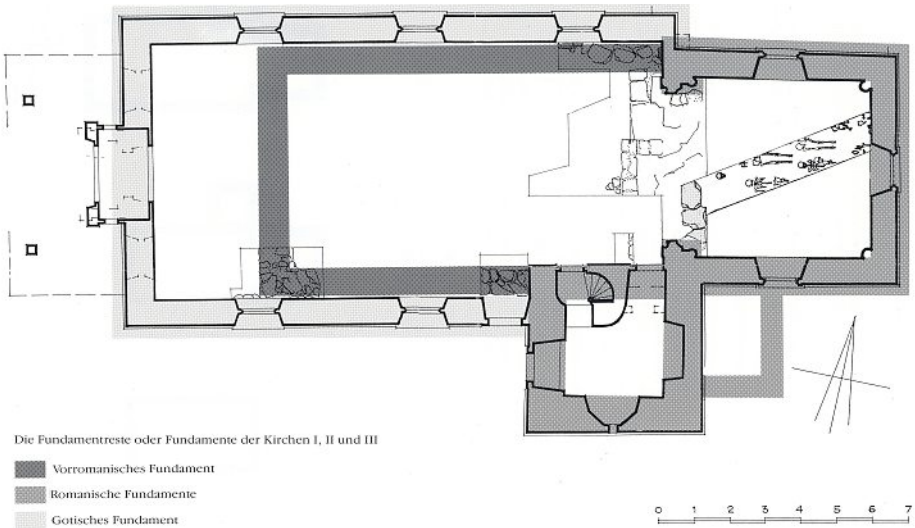 Die Fundamentreste oder Fundamente der Kirchen I, II und III
Vorromanisches Fundament
Romanische Fundamente
Gotisches Fundament
0 1 2 3 4 5 6 7